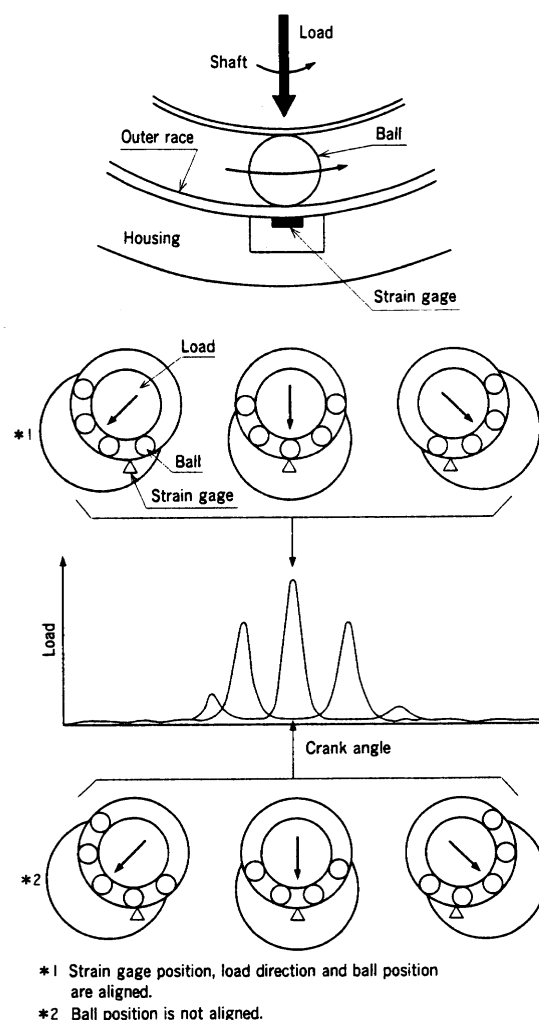 Load
Shaft
Ball
Outer race
Housing
Strain gage
Load
*1
Ball
Strain gage
Load
Crank angle
*2
*1 Strain gage position, load direction and ball position
are aligned.
*2 Ball position is not aligned.